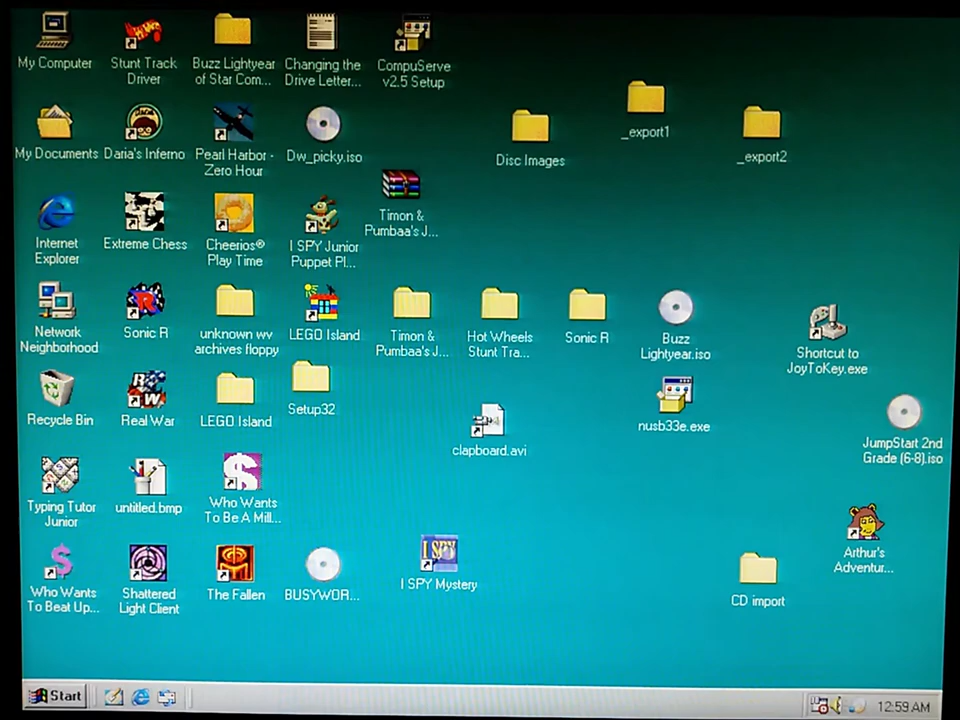 My Computer
Stunt Track
Driver
Buzz Lightyear
of Star Com...
Changing the
Drive Letter...
CompuServe
v2.5 Setup
_export1
_export2
Disc Images
My Documents
Daria's Inferno
Pearl Harbor -
Zero Hour
Dw_picky.iso
Timon &
Pumbaa's J...
Internet
Explorer
Extreme Chess
Cheerios®
Play Time
I SPY Junior
Puppet Pl...
Network
Neighborhood
Sonic R
unknown wv
archives floppy
LEGO Island
Timon &
Pumbaa's J...
Hot Wheels
Stunt Tra...
Sonic R
Buzz
Lightyear.iso
Shortcut to
JoyToKey.exe
Recycle Bin
Real War
LEGO Island
Setup32
clapboard.avi
nusb33e.exe
JumpStart 2nd
Grade (6-8).iso
Typing Tutor
Junior
untitled.bmp
Who Wants
To Be A Mill...
Arthur's
Adventur...
Who Wants
To Beat Up...
Shattered
Light Client
The Fallen
BUSYWOR...
I SPY
I SPY Mystery
CD import
Start
12:59 AM